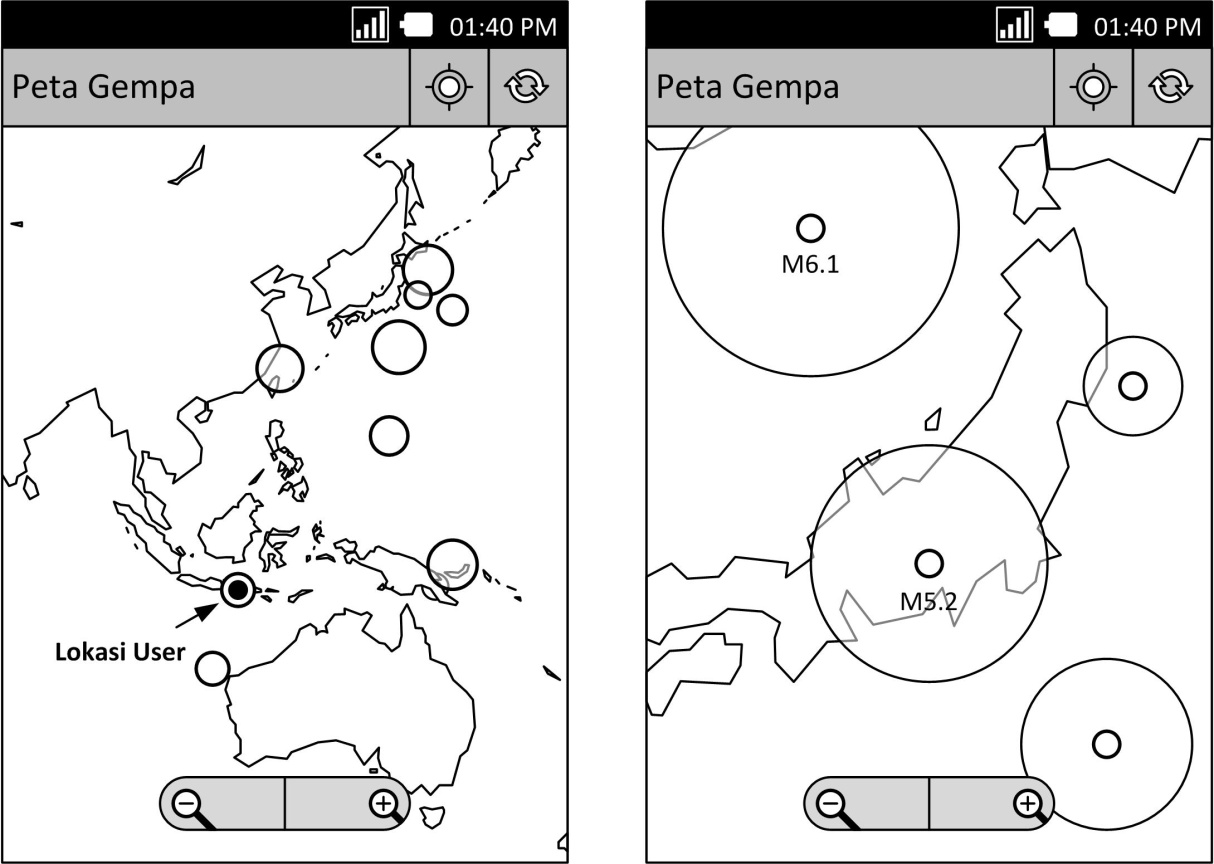 01:40 PM
Peta Gempa
Lokasi User
01:40 PM
Peta Gempa
M6.1
M5.2